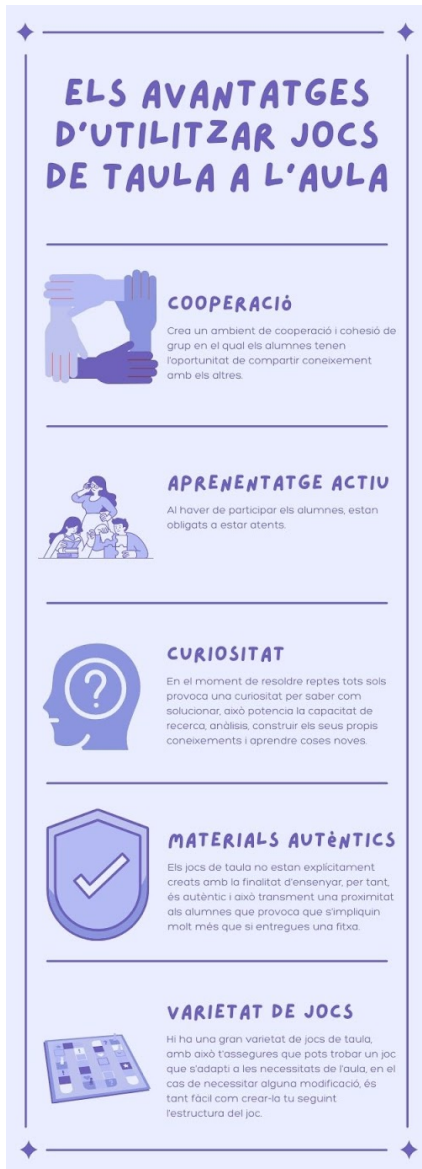 ELS AVANTATGES
D'UTILITZAR JOCS
DE TAULA A L'AULA
COOPERACIÓ
Crea un ambient de cooperació i cohesió de
grup en el qual els alumnes tenen
l'oportunitat de compartir coneixement
amb els altres.
APRENENTATGE ACTIU
Al haver de participar els alumnes, estan
obligats a estar atents.
CURIOSITAT
En el moment de resoldre reptes tots sols
provoca una curiositat per saber com
solucionar, això potencia la capacitat de
recerca, anàlisis, construir els seus propis
coneixements i aprendre coses noves.
MATERIALS AUTÈNTICS
Els jocs de taula no estan explícitament
creats amb la finalitat d'ensenyar, per tant,
és autèntic i això transment una proximitat
als alumnes que provoca que s'impliquin
molt més que si entregues una fitxa.
VARIETAT DE JOCS
Hi ha una gran varietat de jocs de taula,
amb això t'assegures que pots trobar un joc
que s'adapti a les necessitats de l'aula, en el
cas de necessitar alguna modificació, és
tant fàcil com crear-la tu seguint
l'estructura del joc.